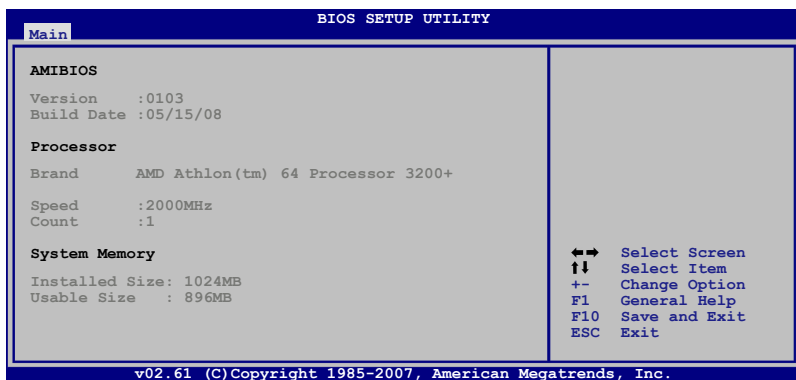 BIOS SETUP UTILITY
Main
AMIBIOS
Version :0103
Build Date :05/15/08
Processor
Brand AMD Athlon(tm) 64 Processor 3200+
Speed :2000MHz
Count :1
System Memory
Installed Size: 1024MB
Usable Size : 896MB
←→ Select Screen
↑↓ Select Item
+- Change Option
F1 General Help
F10 Save and Exit
ESC Exit
v02.61 (C)Copyright 1985-2007, American Megatrends, Inc.